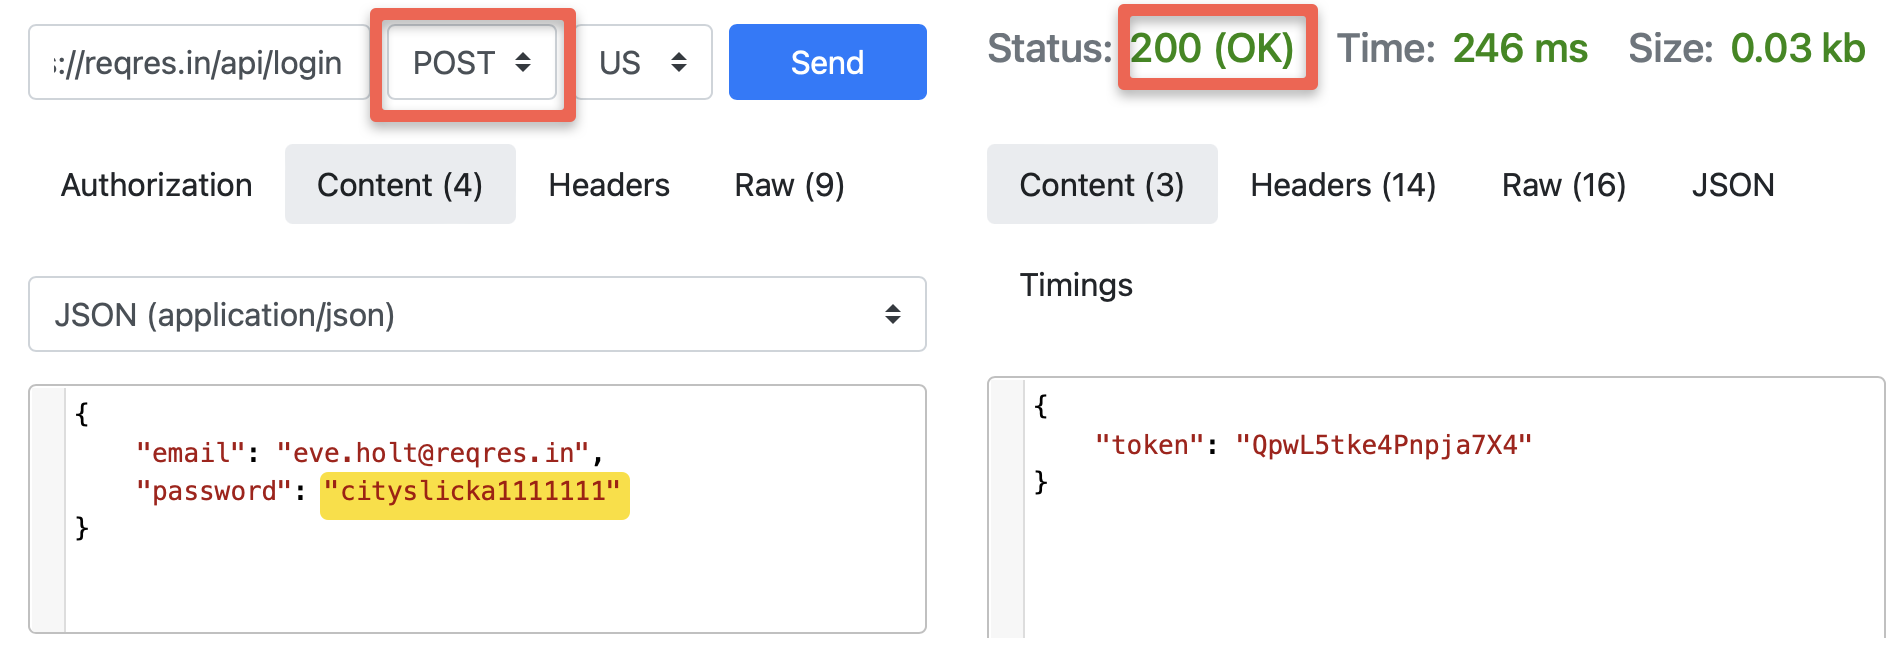 ://reqres.in/api/login POST US Send
Authorization Content (4) Headers Raw (9)
JSON (application/json)
{
"email": "eve.holt@reqres.in",
"password": "cityslicka1111111"
}
Status: 200 (OK) Time: 246 ms Size: 0.03 kb
Content (3) Headers (14) Raw (16) JSON
Timings
{
"token": "QpwL5tke4Pnpja7X4"
}